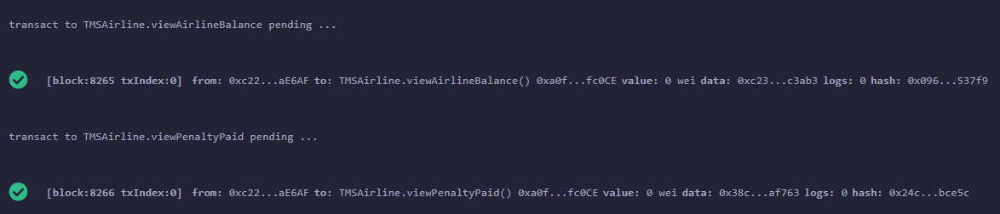 transact to TMSAirline.viewAirlineBalance pending ...
[block:8265 txIndex:0] from: 0xc22...aE6AF to: TMSAirline.viewAirlineBalance() 0xa0f...fc0CE value: 0 wei data: 0xc23...c3ab3 logs: 0 hash: 0x096...537f9
transact to TMSAirline.viewPenaltyPaid pending ...
[block:8266 txIndex:0] from: 0xc22...aE6AF to: TMSAirline.viewPenaltyPaid() 0xa0f...fc0CE value: 0 wei data: 0x38c...af763 logs: 0 hash: 0x24c...bce5c